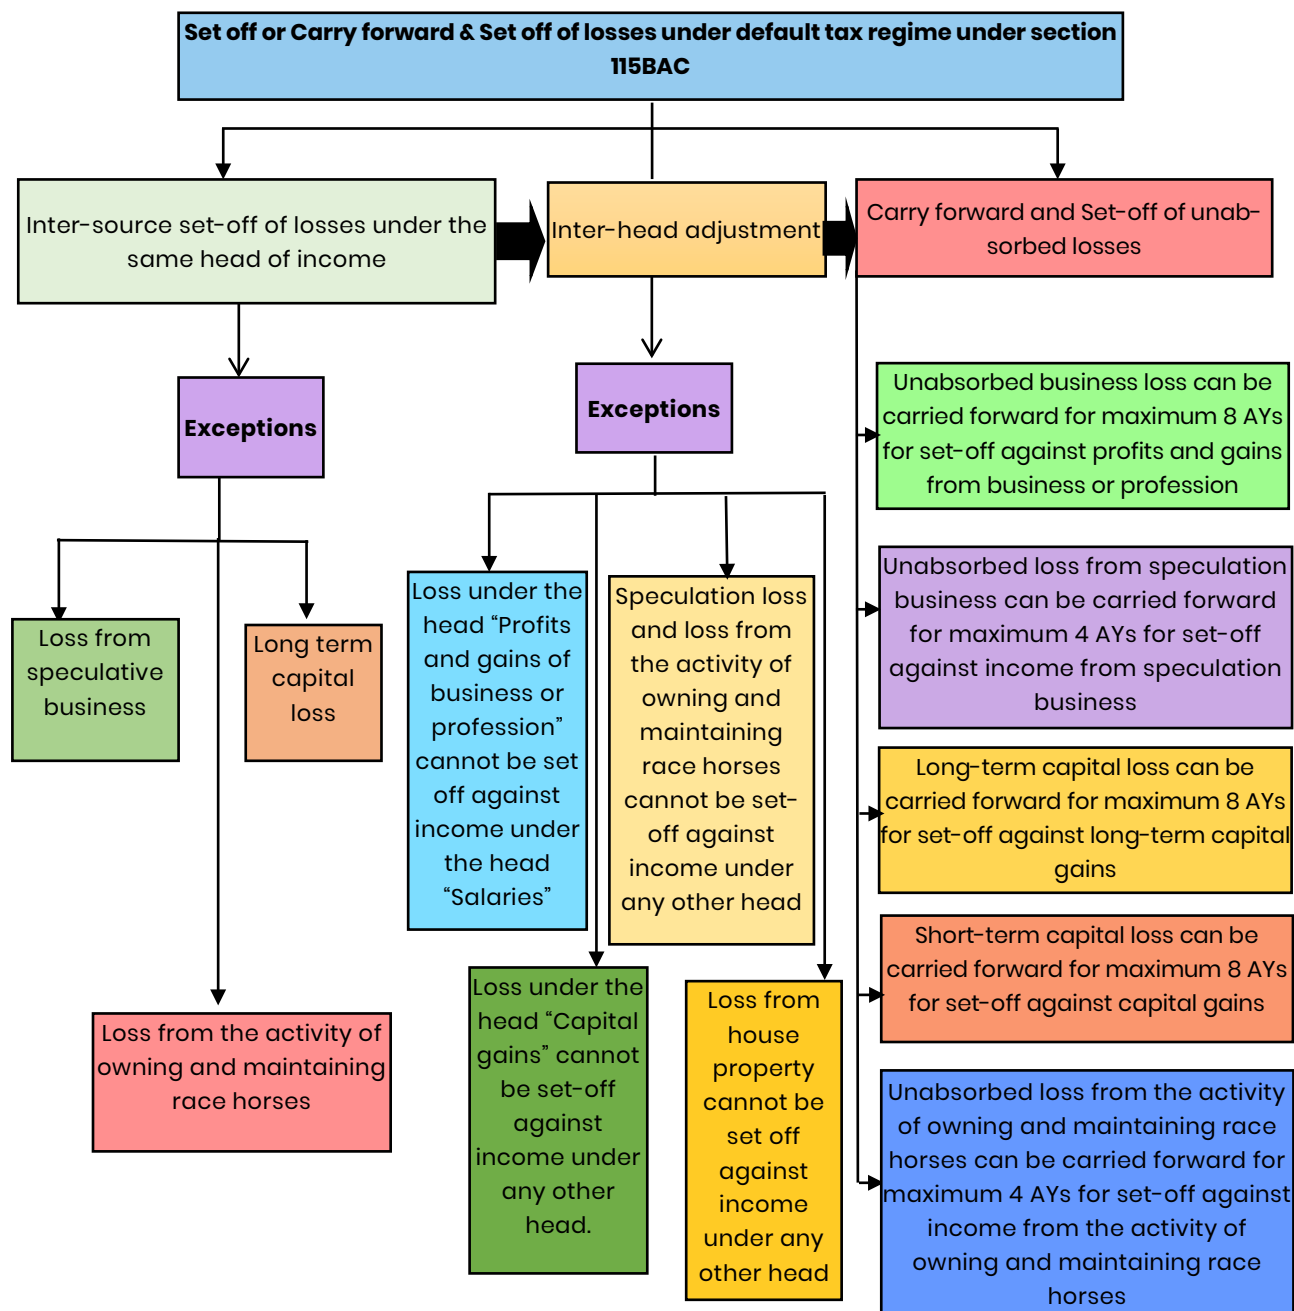 Set off or Carry forward & Set off of losses under default tax regime under section
115BAC
Inter-source set-off of losses under the
same head of income
Inter-head adjustment
Carry forward and Set-off of unab-
sorbed losses
Exceptions
Loss from
speculative
business
Long term
capital
loss
Loss from the activity of
owning and maintaining
race horses
Exceptions
Loss under the
head “Profits
and gains of
business or
profession”
cannot be set
off against
income under
the head
“Salaries”
Speculation loss
and loss from
the activity of
owning and
maintaining
race horses
cannot be set-
off against
income under
any other head
Loss under the
head “Capital
gains” cannot
be set-off
against
income under
any other
head.
Loss from
house
property
cannot be
set off
against
income
under any
other head
Unabsorbed business loss can be
carried forward for maximum 8 AYs
for set-off against profits and gains
from business or profession
Unabsorbed loss from speculation
business can be carried forward
for maximum 4 AYs for set-off
against income from speculation
business
Long-term capital loss can be
carried forward for maximum 8 AYs
for set-off against long-term capital
gains
Short-term capital loss can be
carried forward for maximum 8 AYs
for set-off against capital gains
Unabsorbed loss from the activity
of owning and maintaining race
horses can be carried forward for
maximum 4 AYs for set-off against
income from the activity of
owning and maintaining race
horses